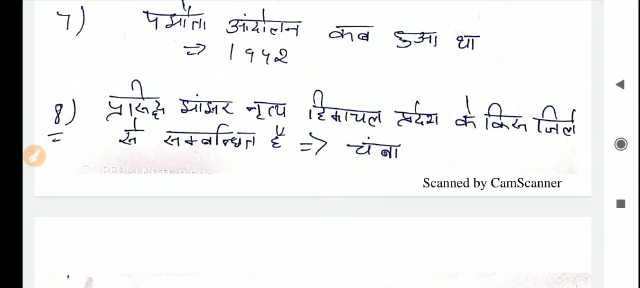 7) पझौता आंदोलन कब हुआ था
⇒ 1942
8) प्रसिद्ध झांझर नृत्य हिमाचल प्रदेश के किस जिले
से सम्बन्धित है ⇒ चंबा
Scanned by CamScanner